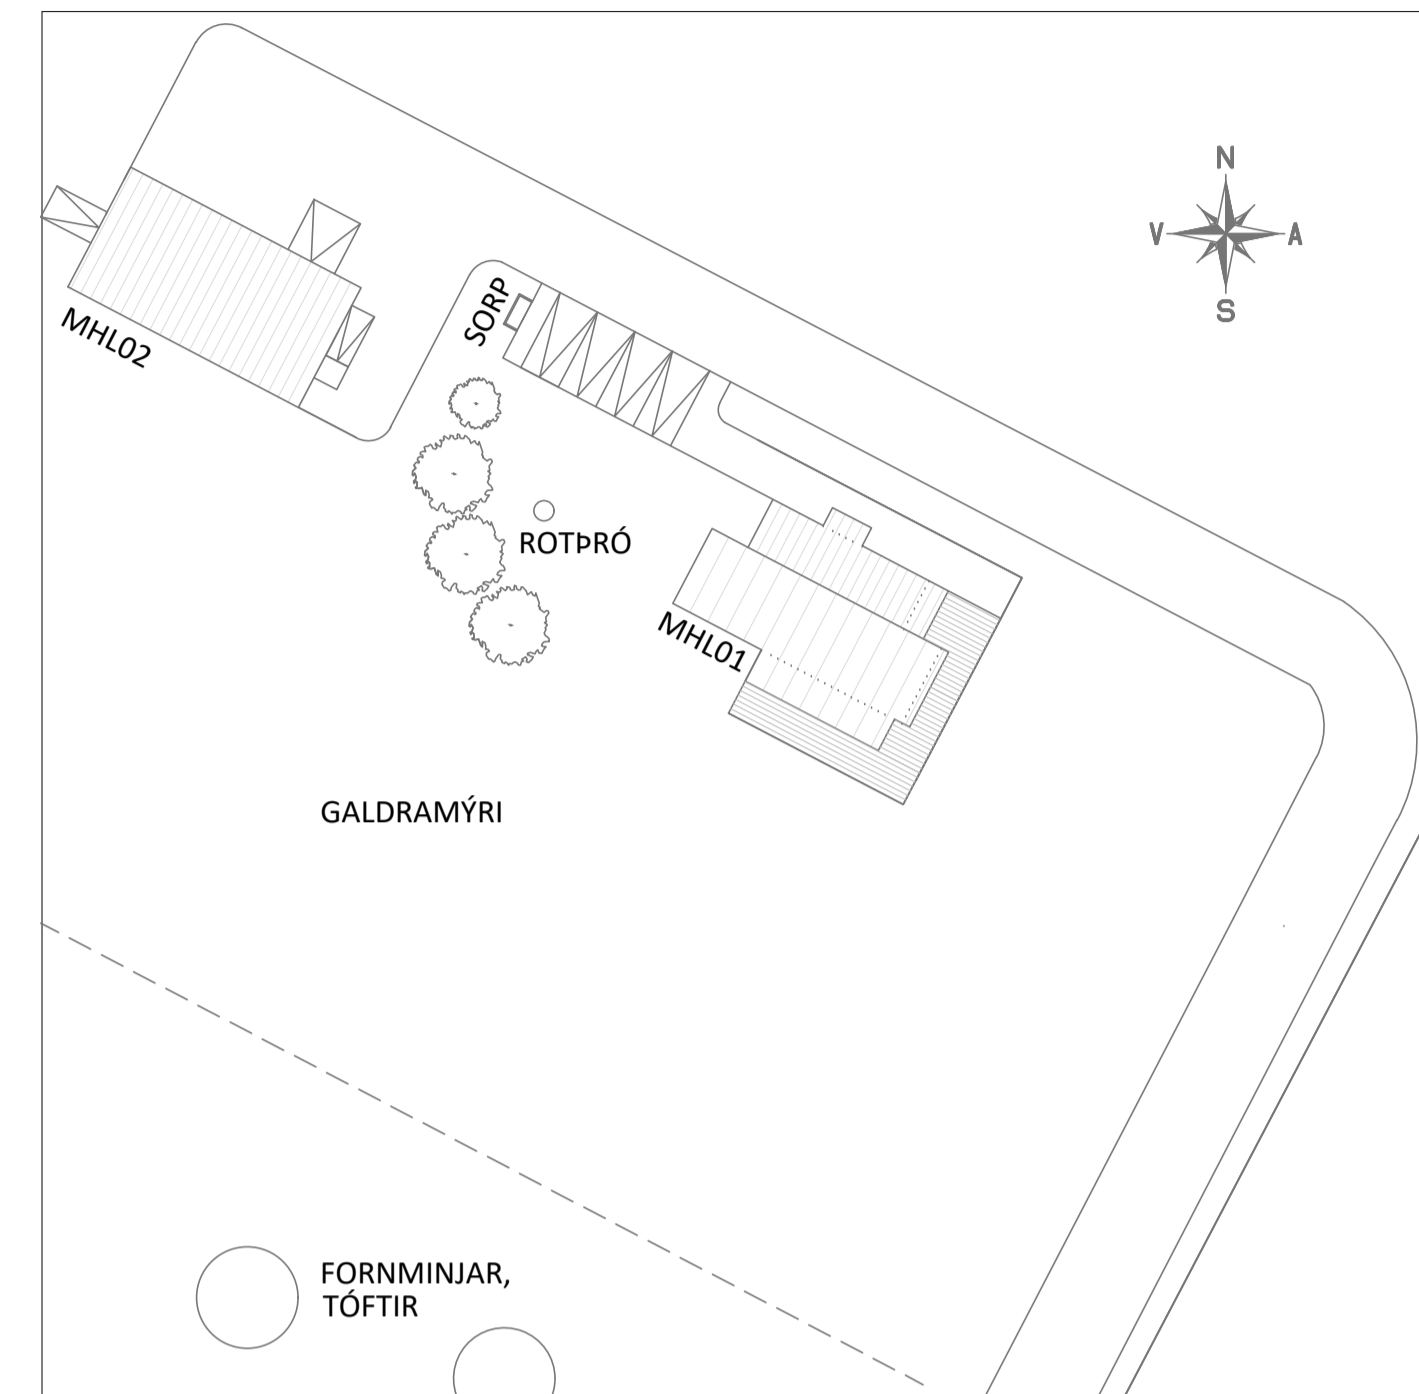 N
V
A
S
SORP
MHL02
ROTÞRÓ
MHL01
GALDRAMÝRI
FORNMINJAR,
TÓFTIR